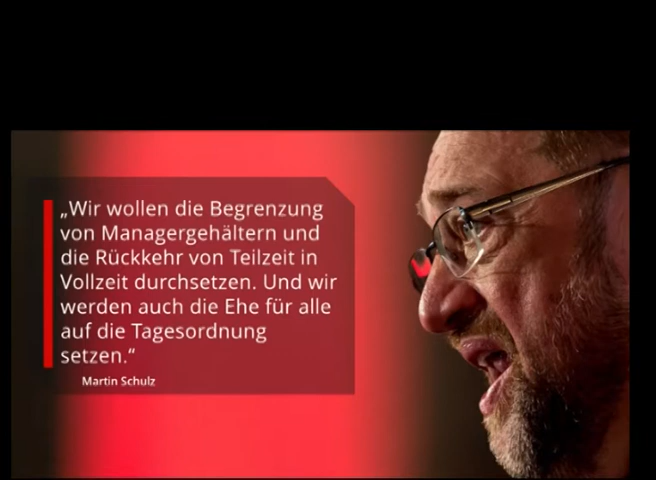 „Wir wollen die Begrenzung
von Managergehältern und
die Rückkehr von Teilzeit in
Vollzeit durchsetzen. Und wir
werden auch die Ehe für alle
auf die Tagesordnung
setzen.“
Martin Schulz